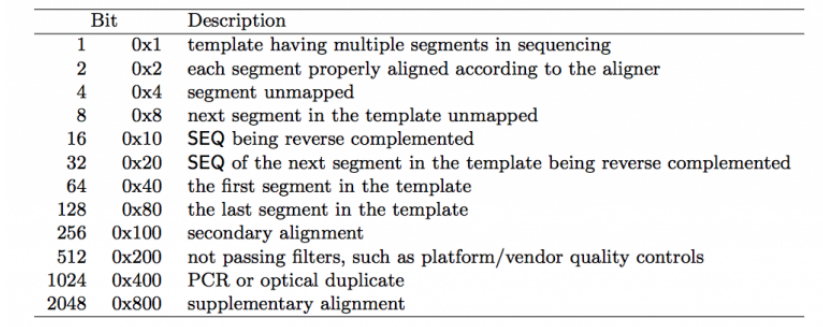 Bit Description
1 0x1 template having multiple segments in sequencing
2 0x2 each segment properly aligned according to the aligner
4 0x4 segment unmapped
8 0x8 next segment in the template unmapped
16 0x10 SEQ being reverse complemented
32 0x20 SEQ of the next segment in the template being reverse complemented
64 0x40 the first segment in the template
128 0x80 the last segment in the template
256 0x100 secondary alignment
512 0x200 not passing filters, such as platform/vendor quality controls
1024 0x400 PCR or optical duplicate
2048 0x800 supplementary alignment